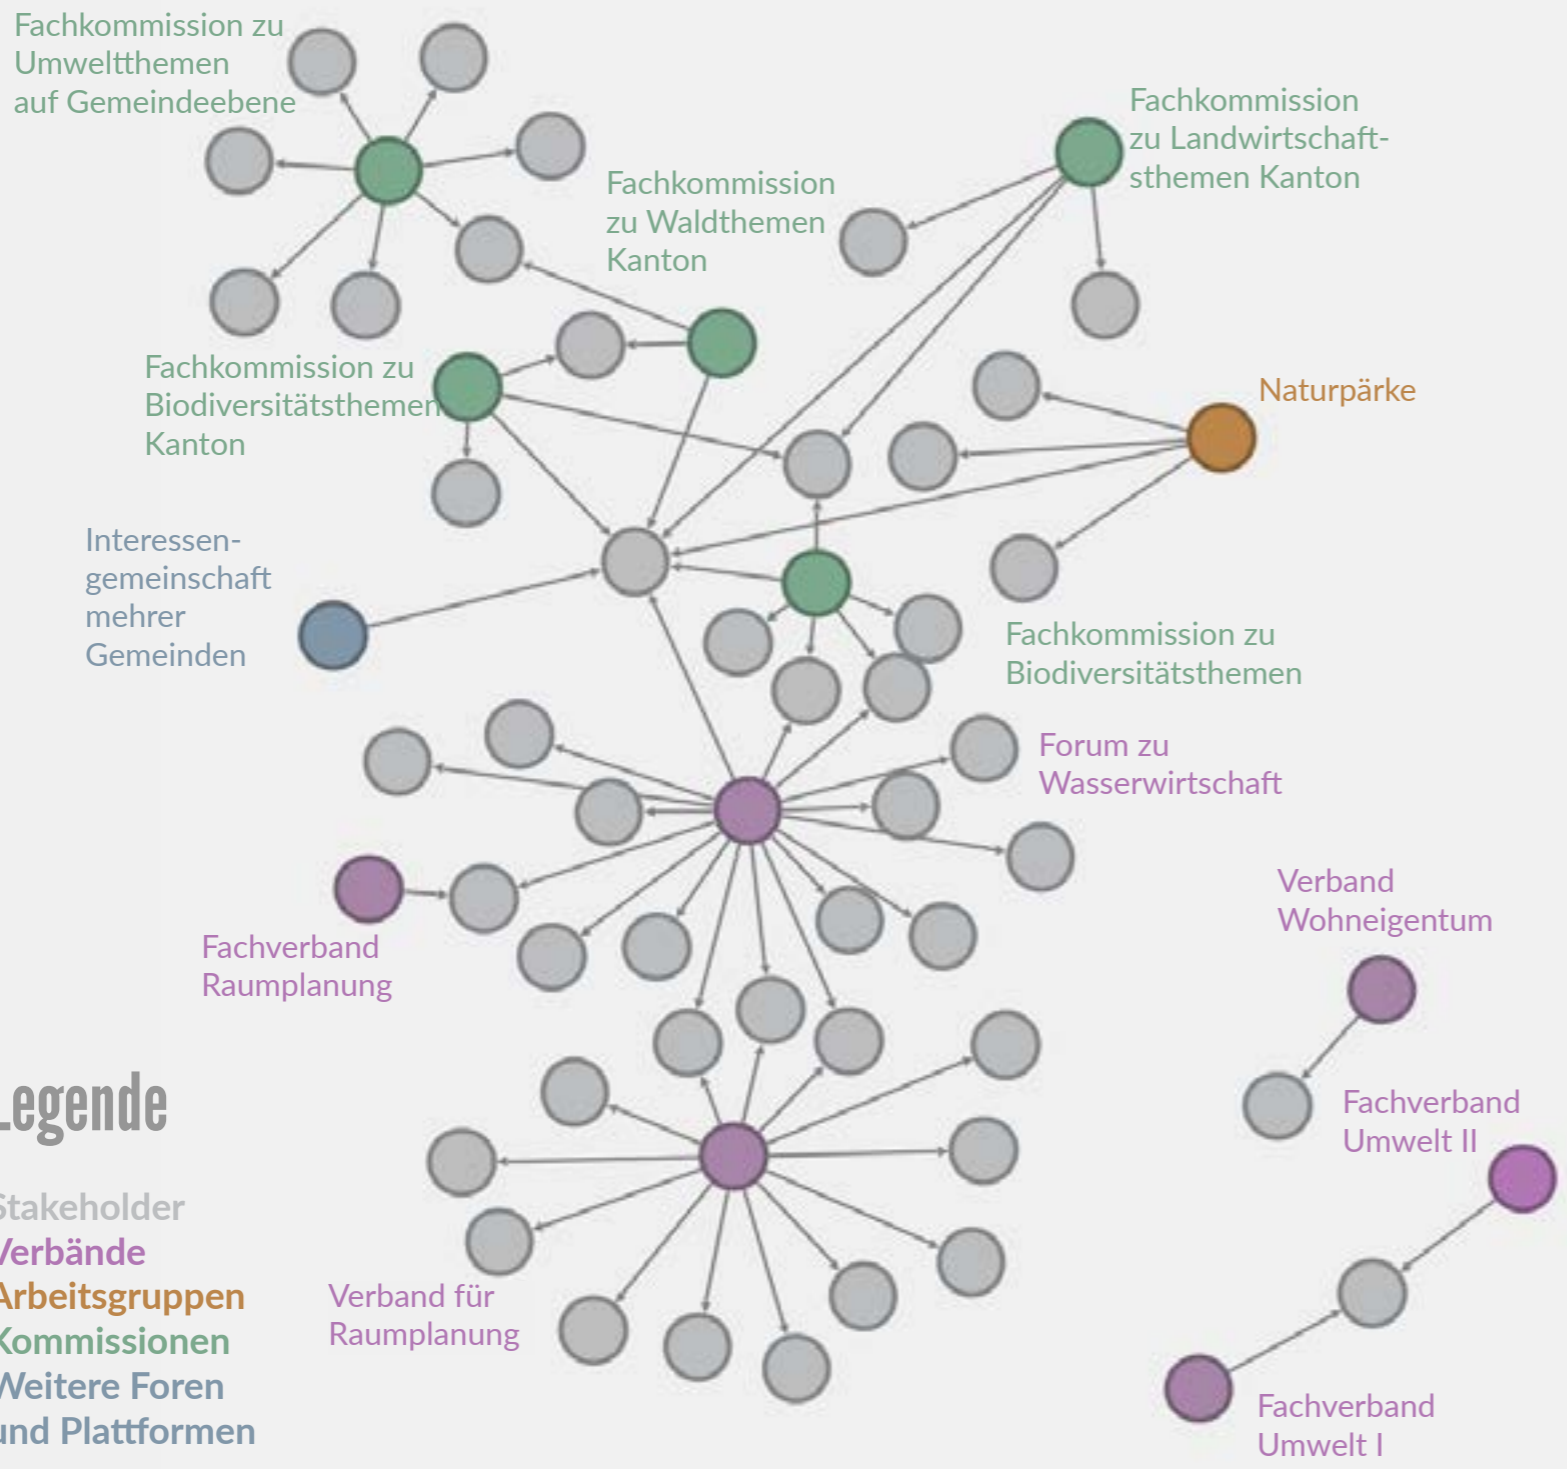 Fachkommission zu
Umweltthemen
auf Gemeindeebene
Fachkommission
zu Landwirtschaft-
sthemen Kanton
Fachkommission
zu Waldthemen
Kanton
Fachkommission zu
Biodiversitätsthemen
Kanton
Naturpärke
Interessen-
gemeinschaft
mehrer
Gemeinden
Fachkommission zu
Biodiversitätsthemen
Forum zu
Wasserwirtschaft
Fachverband
Raumplanung
Verband
Wohneigentum
Fachverband
Umwelt II
Verband für
Raumplanung
Fachverband
Umwelt I
Legende
Stakeholder
Verbände
Arbeitsgruppen
Kommissionen
Weitere Foren
und Plattformen